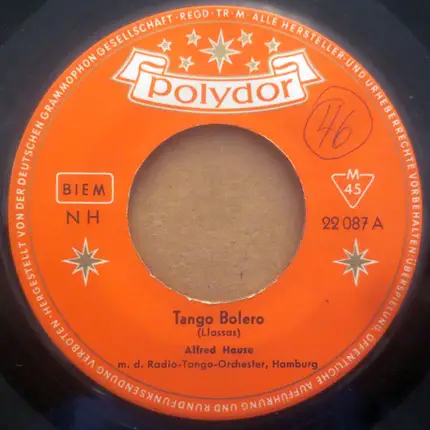 HERGESTELLT VON DER DEUTSCHEN GRAMMOPHON GESELLSCHAFT · REGD · TR · M · ALLE HERSTELLER- UND URHEBERRECHTE VORBEHALTEN · ÜBERSPIELUNG, ÖFFENTLICHE AUFFÜHRUNG UND RUNDFUNKSENDUNG VERBOTEN ·
Polydor
46
BIEM
NH
M
45
22 087 A
Tango Bolero
(Llassas)
Alfred Hause
m. d. Radio-Tango-Orchester, Hamburg